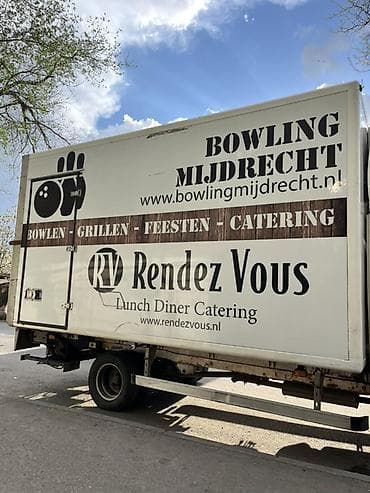 BOWLING
MIJDRECHT
www.bowlingmijdrecht.nl
BOWLEN - GRILLEN - FEESTEN - CATERING
RV Rendez Vous
Lunch Diner Catering
www.rendezvous.nl